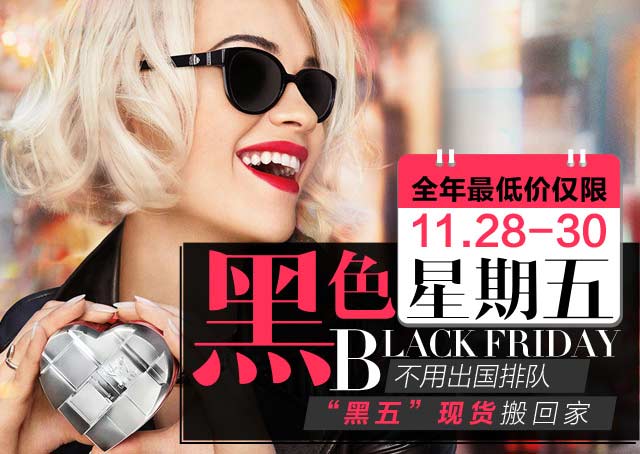 全年最低价仅限
11.28-30
黑色星期五
BLACK FRIDAY
不用出国排队
“黑五”现货搬回家